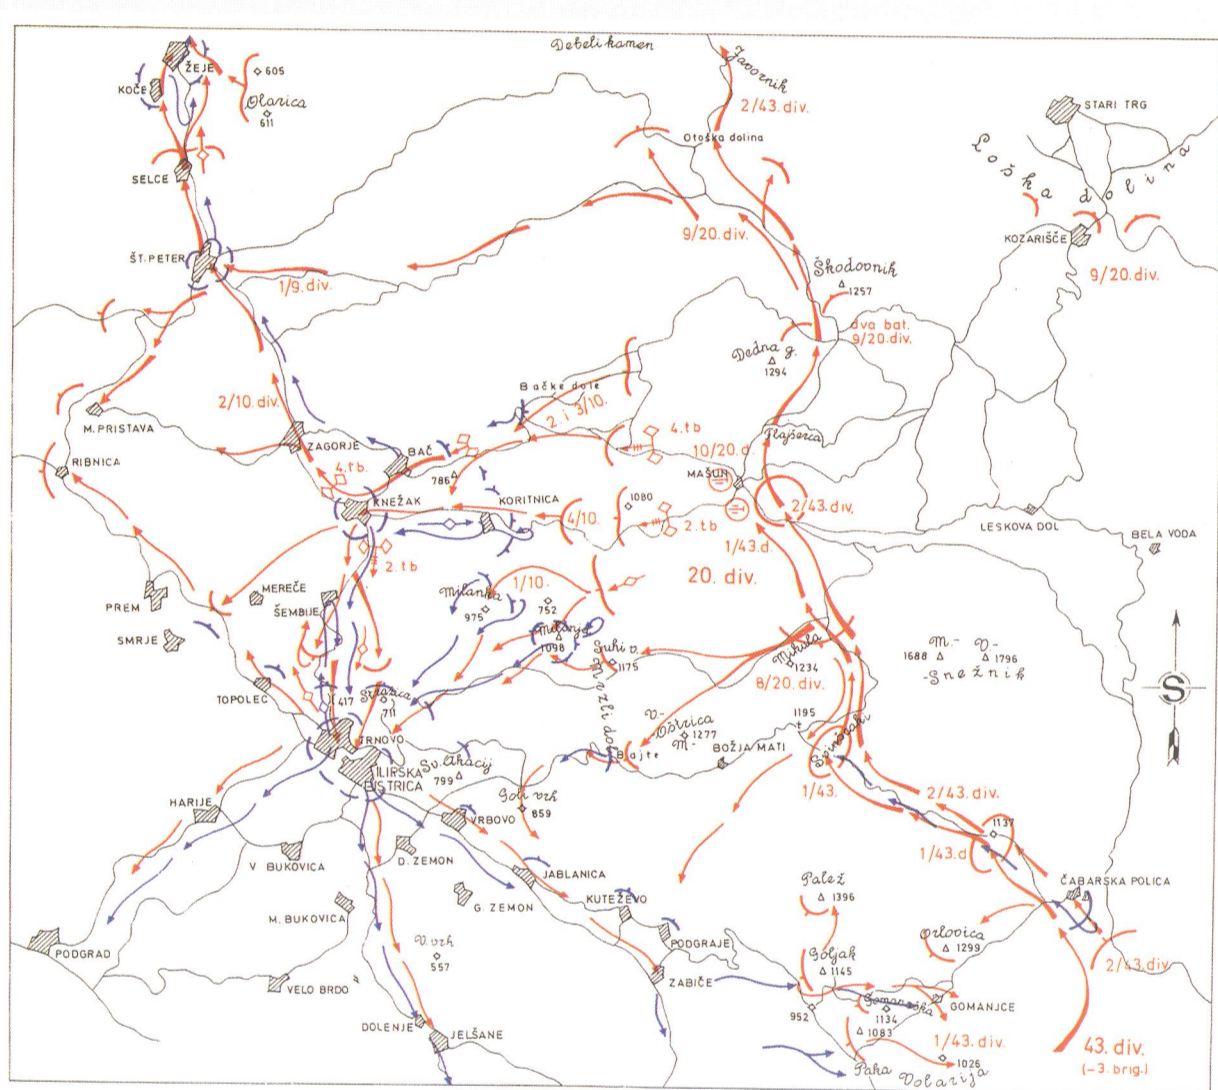 Debeli kamen
Javornik
ŽEJE
605
KOČE
Olarica
611
2/43. div.
STARI TRG
Otoška dolina
Loška dolina
SELCE
9/20. div.
KOZARIŠČE
ŠT. PETER
Škodovnik
9/20. div.
1/9. div.
1257
dva bat.
9/20. div.
Dedna g.
1294
Bačke dole
2/10. div.
2. i 3/10.
M. PRISTAVA
4. tb
Flajšerca
ZAGORJE
BAČ
10/20. d.
RIBNICA
4. tb.
786
MAŠUN
KNEŽAK
KORITNICA
1080
2/43. div.
4/10.
2. tb
LESKOVA DOL
1/43. d.
BELA VODA
2. tb
20. div.
MEREČE
Milanka
1/10.
PREM
ŠEMBIJE
975
752
SMRJE
Milanja
1098
Suhi v.
Mikula
M.-
V.-
1175
1234
1688
1796
-Snežnik
8/20. div.
S
TOPOLEC
417
711
Mrzli dol
V.-
Oštrica
1195
1277
M.-
TRNOVO
Bajte
BOŽJA MATI
ILIRSKA
BISTRICA
Sv. Ahacij
799
Goli vrh
1/43.
2/43. div.
HARIJE
859
VRBOVO
1137
V BUKOVICA
D. ZEMON
1/43. d
JABLANICA
Palež
ČABARSKA POLICA
G. ZEMON
KUTEŽEVO
1396
M. BUKOVICA
Orlovica
PODGRAJE
1299
PODGRAD
V. vrh
Goljak
557
1145
2/43. div
VELO BRDO
ZABIČE
GOMANJCE
952
1134
DOLENJE
1083
1/43. div.
43. div.
JELŠANE
1026
(-3. brig.)
Paka
Volarija